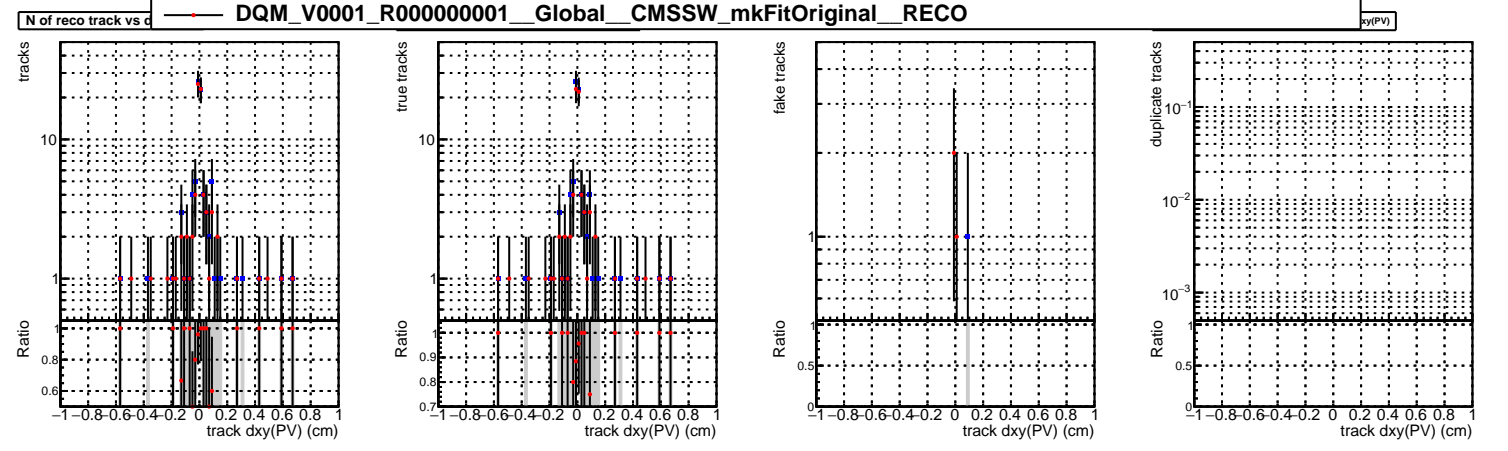 DQM_V0001_R000000001__Global__CMSSW_mkFitOriginal__RECO
N of reco track vs d
xy(PV)
tracks
10
1
Ratio
1
0.8
0.6
−1 −0.8 −0.6 −0.4 −0.2 0 0.2 0.4 0.6 0.8 1
track dxy(PV) (cm)
true tracks
10
1
Ratio
1
0.9
0.8
0.7
−1 −0.8 −0.6 −0.4 −0.2 0 0.2 0.4 0.6 0.8 1
track dxy(PV) (cm)
fake tracks
1
Ratio
1
0.5
0
−1 −0.8 −0.6 −0.4 −0.2 0 0.2 0.4 0.6 0.8 1
track dxy(PV) (cm)
duplicate tracks
10−1
10−2
10−3
Ratio
1
0.5
0
−1 −0.8 −0.6 −0.4 −0.2 0 0.2 0.4 0.6 0.8 1
track dxy(PV) (cm)